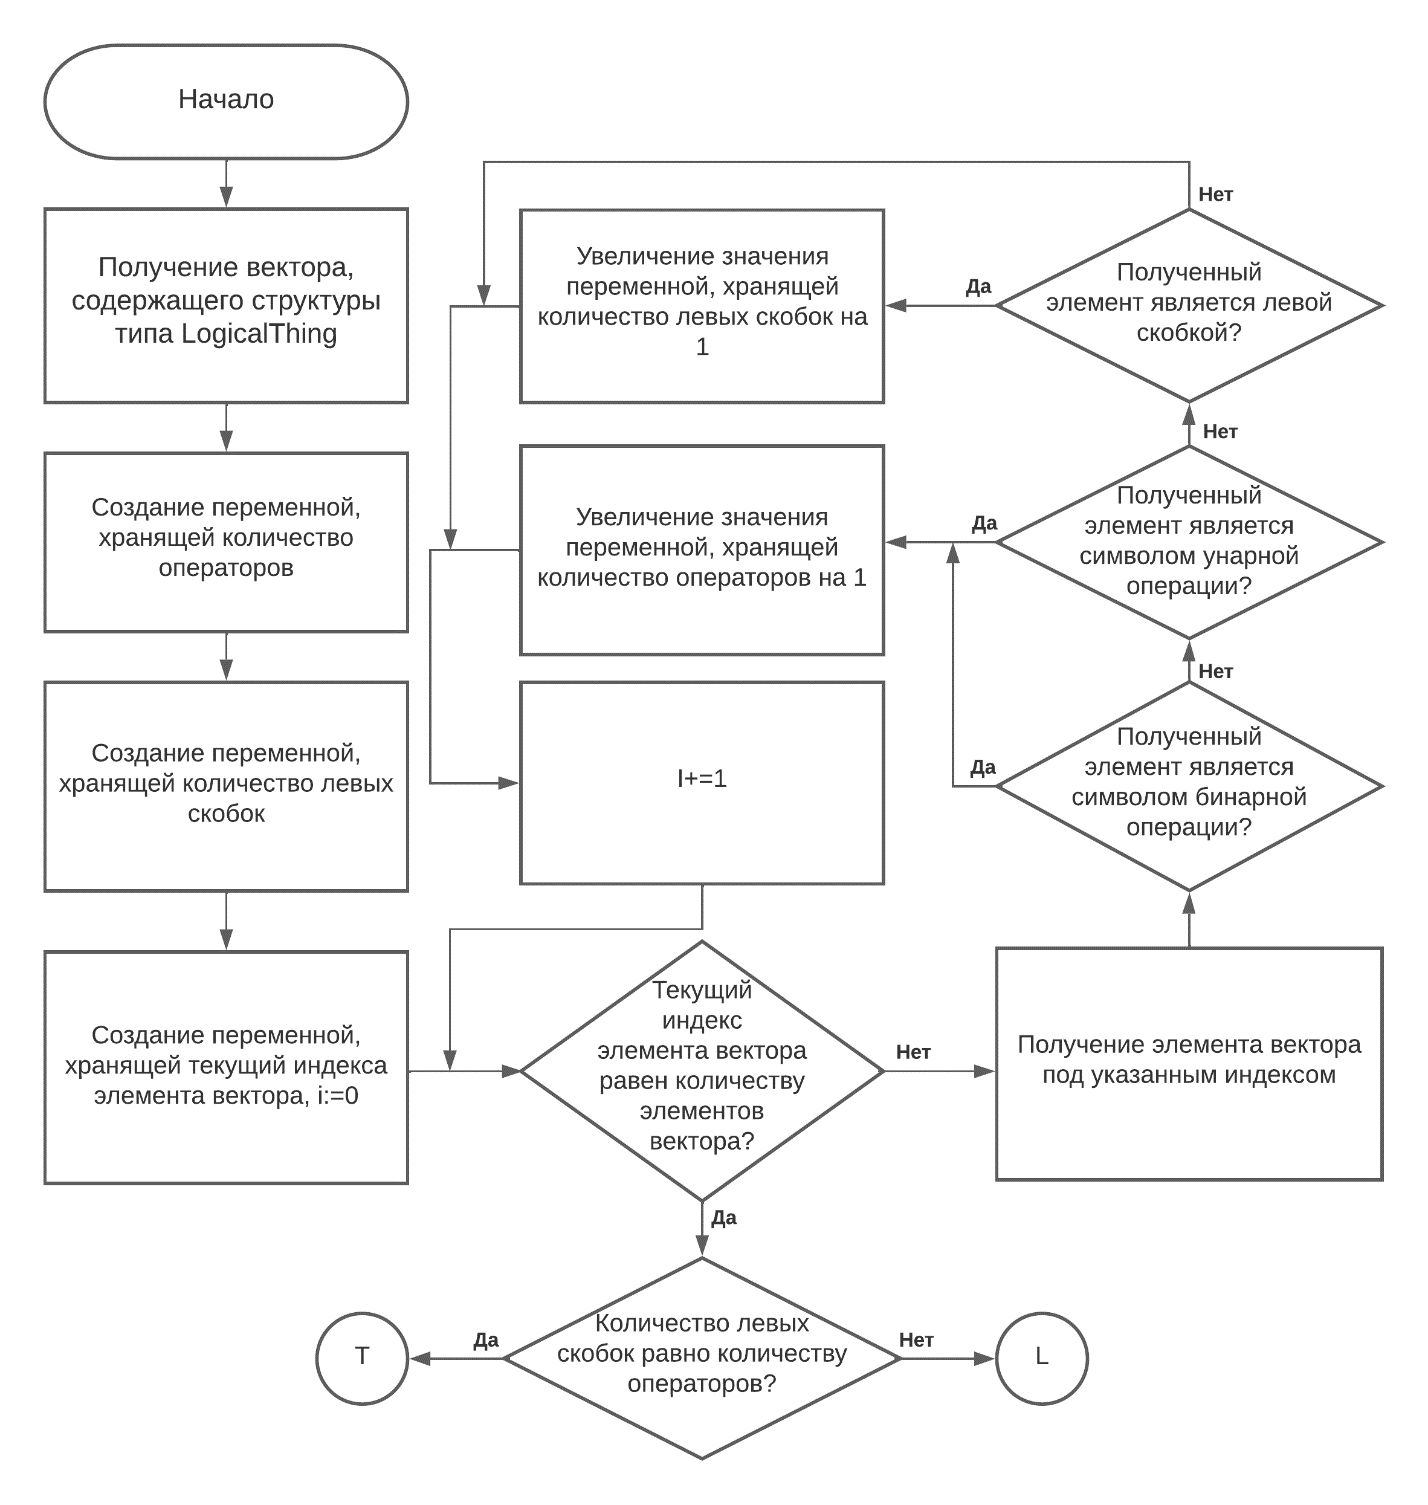 Начало
Получение вектора,
содержащего структуры
типа LogicalThing
Создание переменной,
хранящей количество
операторов
Создание переменной,
хранящей количество левых
скобок
Создание переменной,
хранящей текущий индекса
элемента вектора, i:=0
Увеличение значения
переменной, хранящей
количество левых скобок на
1
Увеличение значения
переменной, хранящей
количество операторов на 1
I+=1
Текущий
индекс
элемента вектора
равен количеству
элементов
вектора?
Да
Нет
Получение элемента вектора
под указанным индексом
Полученный
элемент является
символом бинарной
операции?
Да
Нет
Полученный
элемент является
символом унарной
операции?
Да
Нет
Полученный
элемент является левой
скобкой?
Да
Нет
Количество левых
скобок равно количеству
операторов?
Да
Нет
T
L